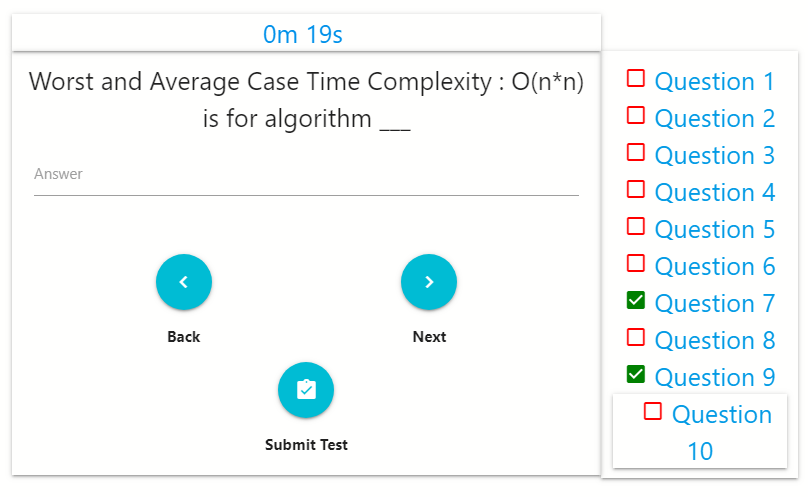 0m 19s
Worst and Average Case Time Complexity : O(n*n)
is for algorithm ___
Answer
Back
Next
Submit Test
Question 1
Question 2
Question 3
Question 4
Question 5
Question 6
Question 7
Question 8
Question 9
Question
10